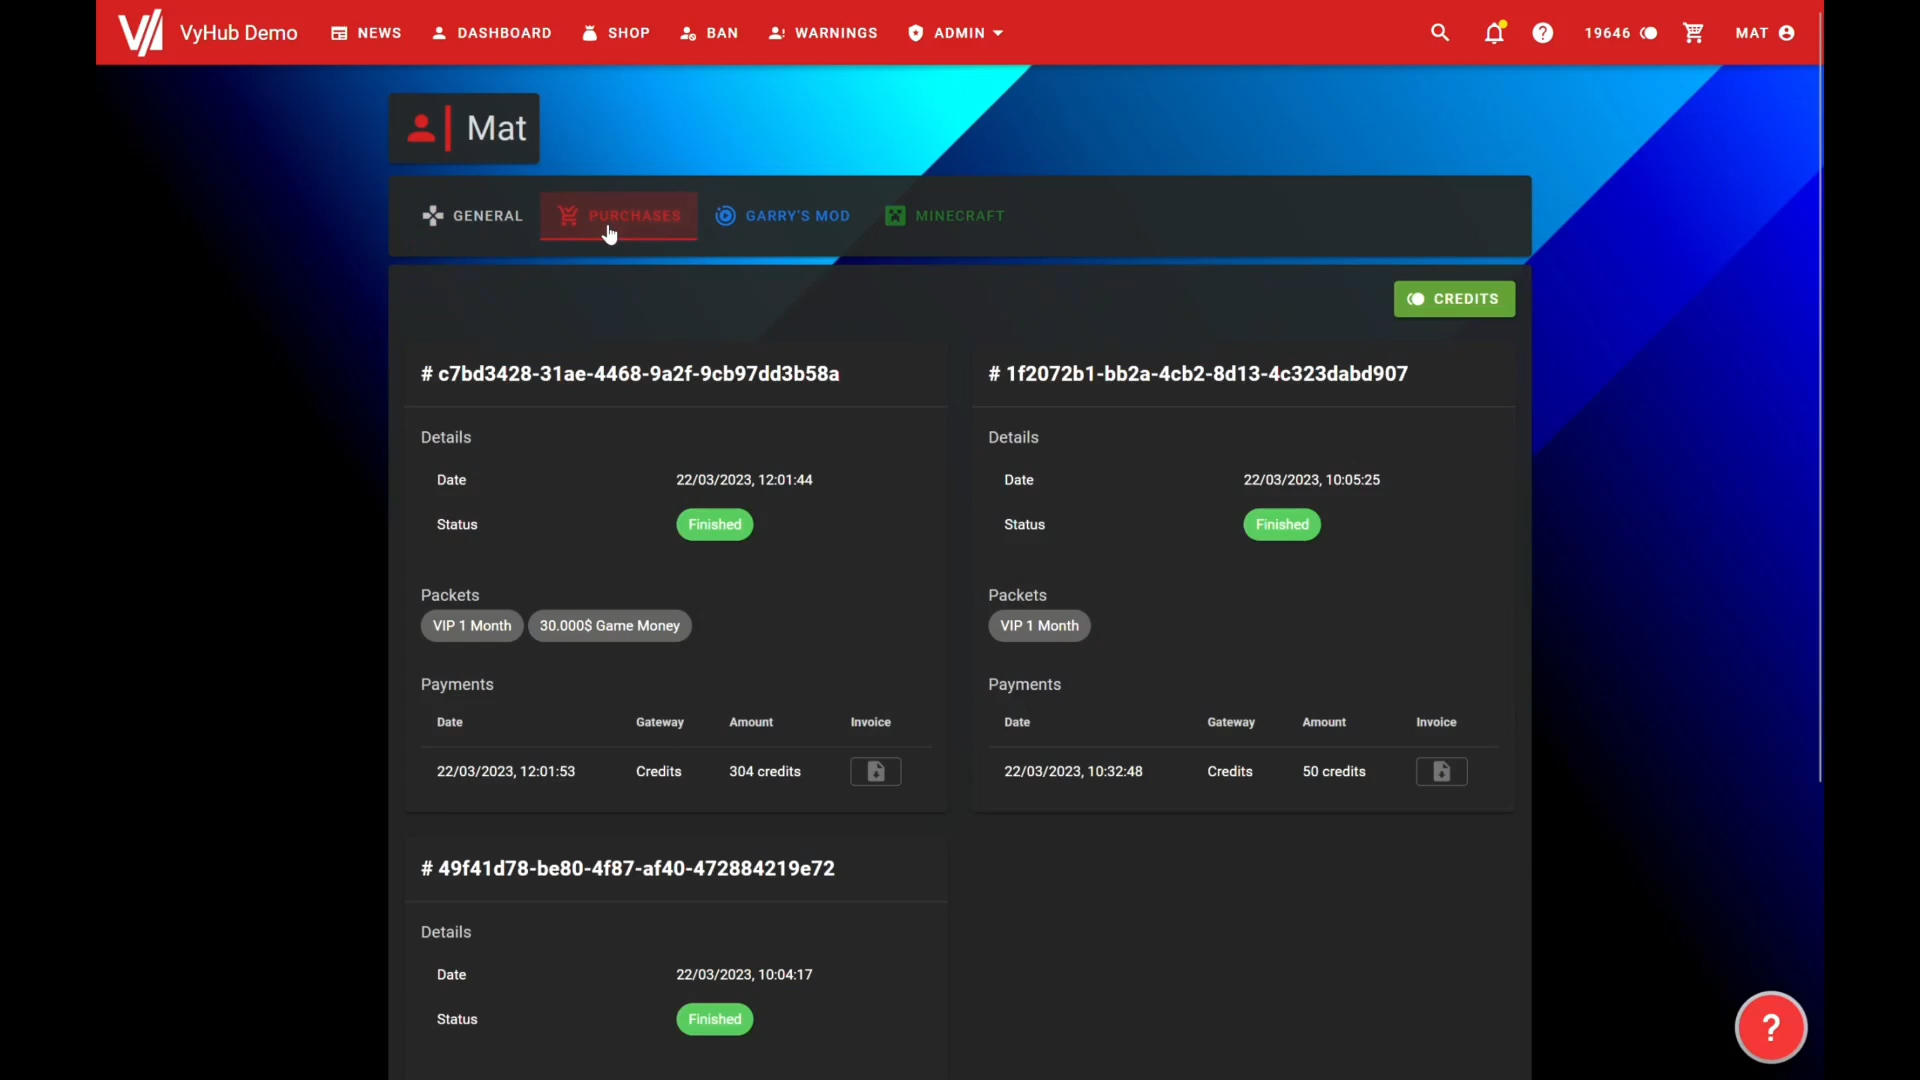 VyHub Demo NEWS DASHBOARD SHOP BAN WARNINGS ADMIN 19646 MAT
Mat
GENERAL PURCHASES GARRY'S MOD MINECRAFT
CREDITS
# c7bd3428-31ae-4468-9a2f-9cb97dd3b58a
Details
Date 22/03/2023, 12:01:44
Status Finished
Packets
VIP 1 Month 30.000$ Game Money
Payments
Date Gateway Amount Invoice
22/03/2023, 12:01:53 Credits 304 credits
# 1f2072b1-bb2a-4cb2-8d13-4c323dabd907
Details
Date 22/03/2023, 10:05:25
Status Finished
Packets
VIP 1 Month
Payments
Date Gateway Amount Invoice
22/03/2023, 10:32:48 Credits 50 credits
# 49f41d78-be80-4f87-af40-472884219e72
Details
Date 22/03/2023, 10:04:17
Status Finished
?